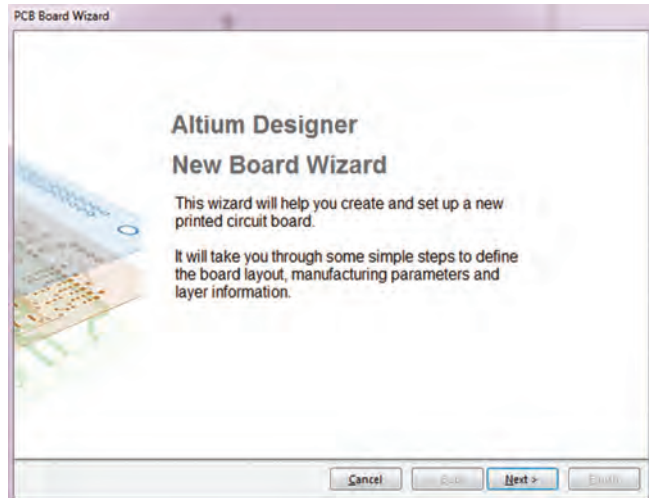 PCB Board Wizard
Altium Designer
New Board Wizard
This wizard will help you create and set up a new
printed circuit board.
It will take you through some simple steps to define
the board layout, manufacturing parameters and
layer information.
Cancel
Next >